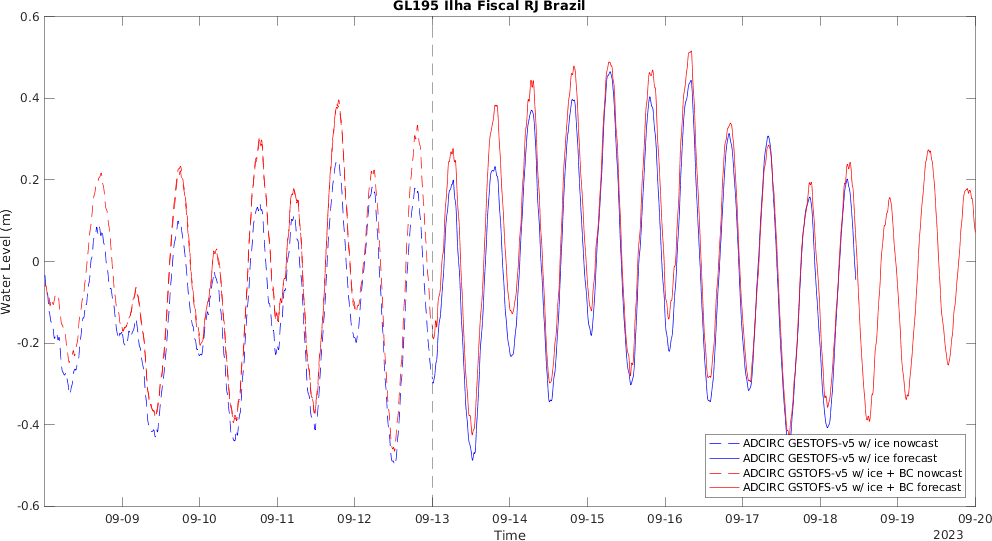 GL195 Ilha Fiscal RJ Brazil
0.6
0.4
0.2
0
-0.2
-0.4
-0.6
Water Level (m)
ADCIRC GESTOFS-v5 w/ ice nowcast
ADCIRC GESTOFS-v5 w/ ice forecast
ADCIRC GSTOFS-v5 w/ ice + BC nowcast
ADCIRC GSTOFS-v5 w/ ice + BC forecast
09-09 09-10 09-11 09-12 09-13 09-14 09-15 09-16 09-17 09-18 09-19 09-20
Time
2023